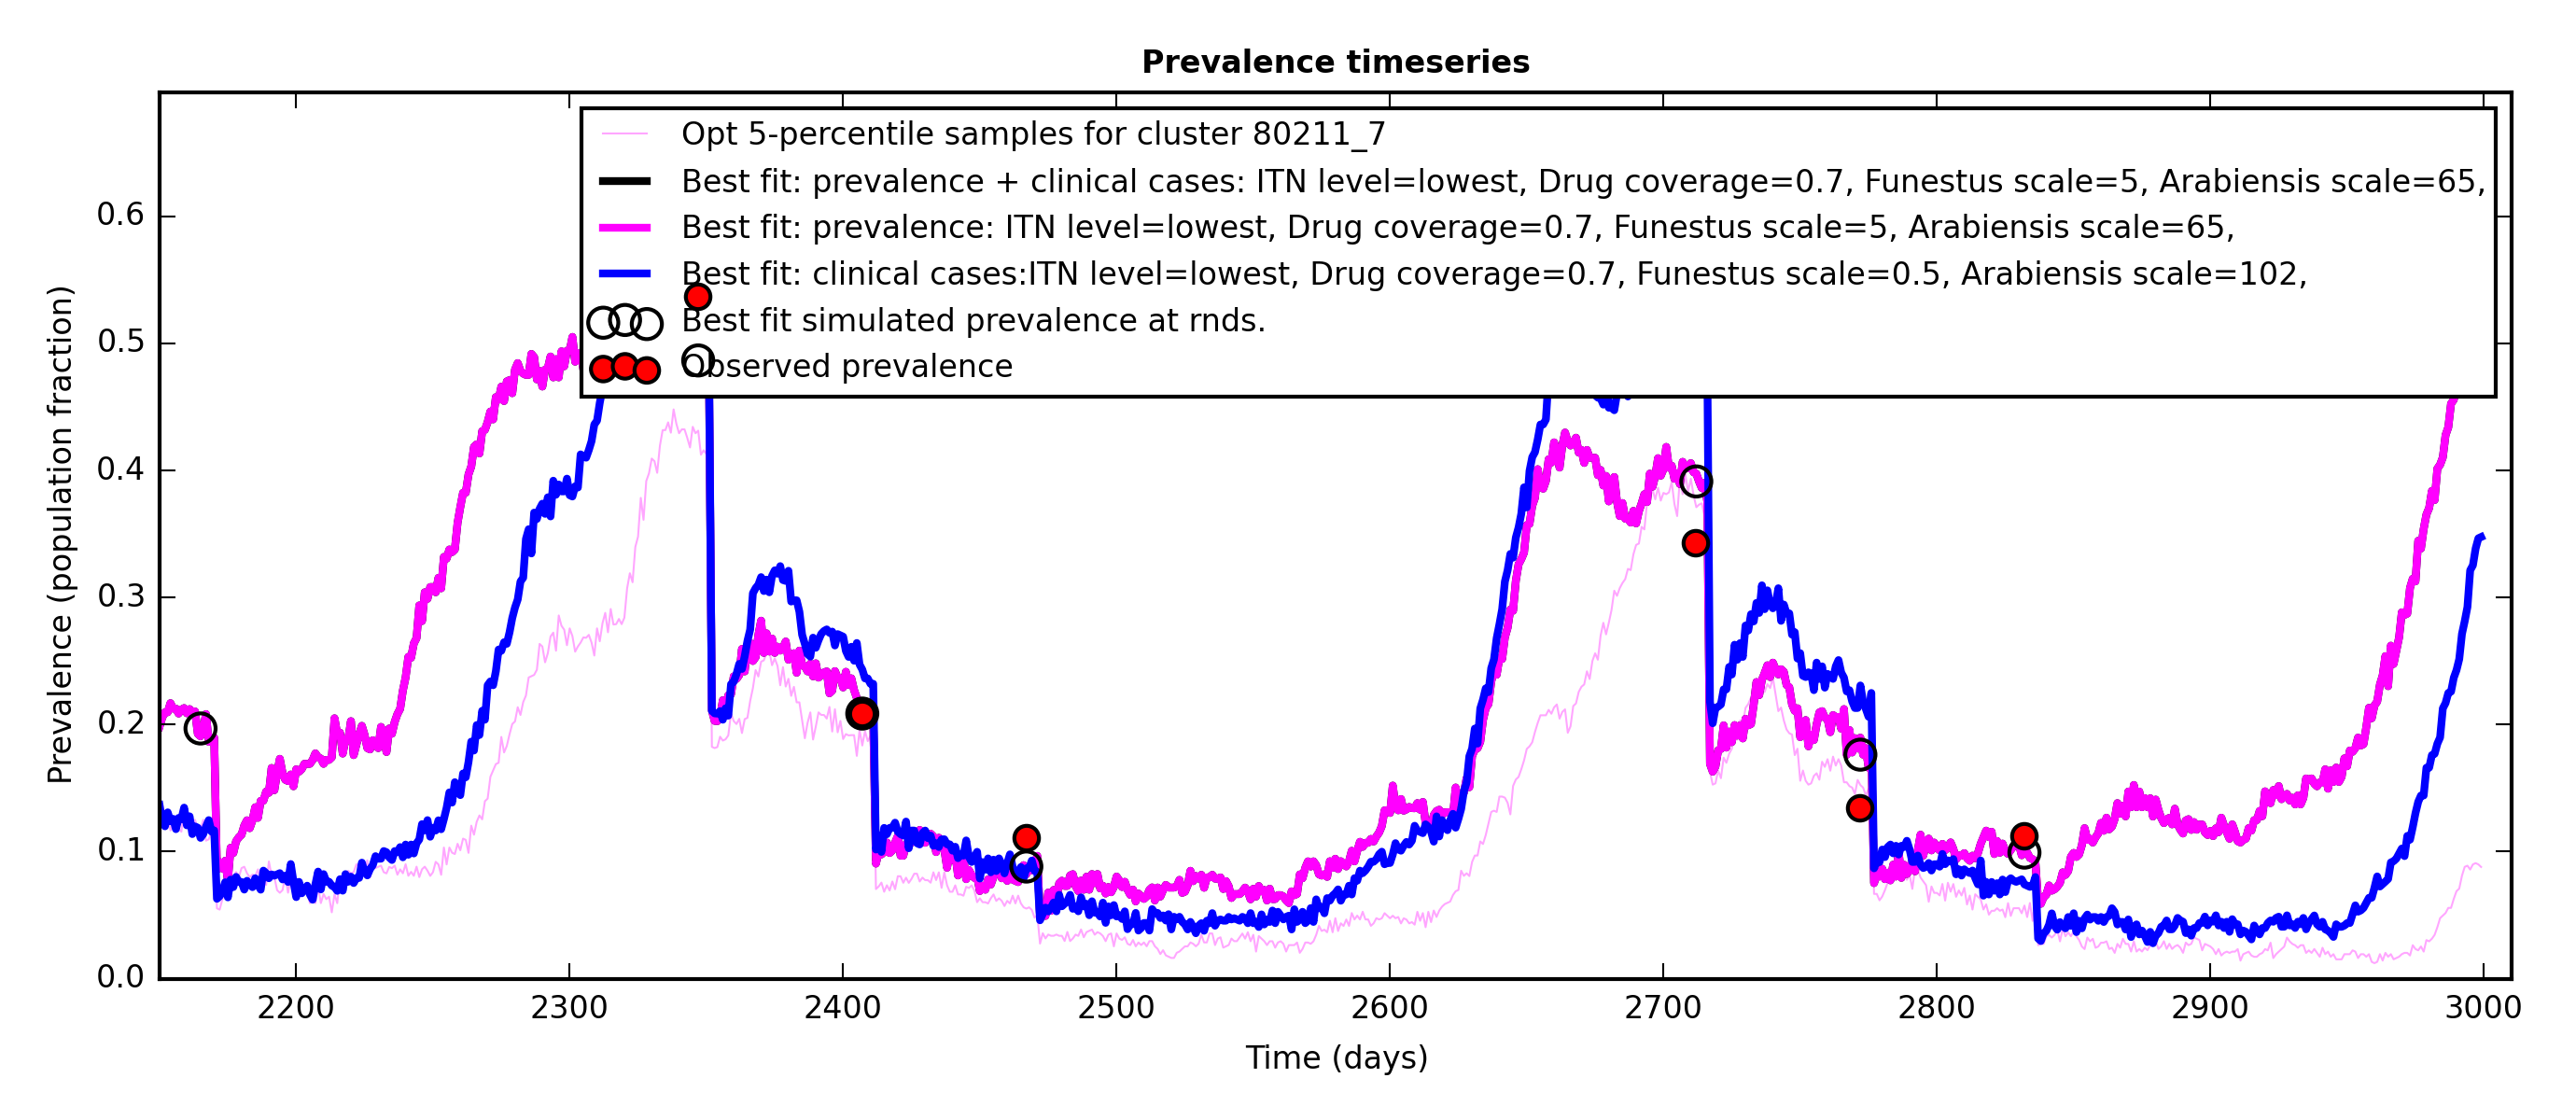 Prevalence timeseries
Opt 5-percentile samples for cluster 80211_7
Best fit: prevalence + clinical cases: ITN level=lowest, Drug coverage=0.7, Funestus scale=5, Arabiensis scale=65,
Best fit: prevalence: ITN level=lowest, Drug coverage=0.7, Funestus scale=5, Arabiensis scale=65,
Best fit: clinical cases:ITN level=lowest, Drug coverage=0.7, Funestus scale=0.5, Arabiensis scale=102,
Best fit simulated prevalence at rnds.
Observed prevalence
Prevalence (population fraction)
0.6
0.5
0.4
0.3
0.2
0.1
0.0
2200 2300 2400 2500 2600 2700 2800 2900 3000
Time (days)